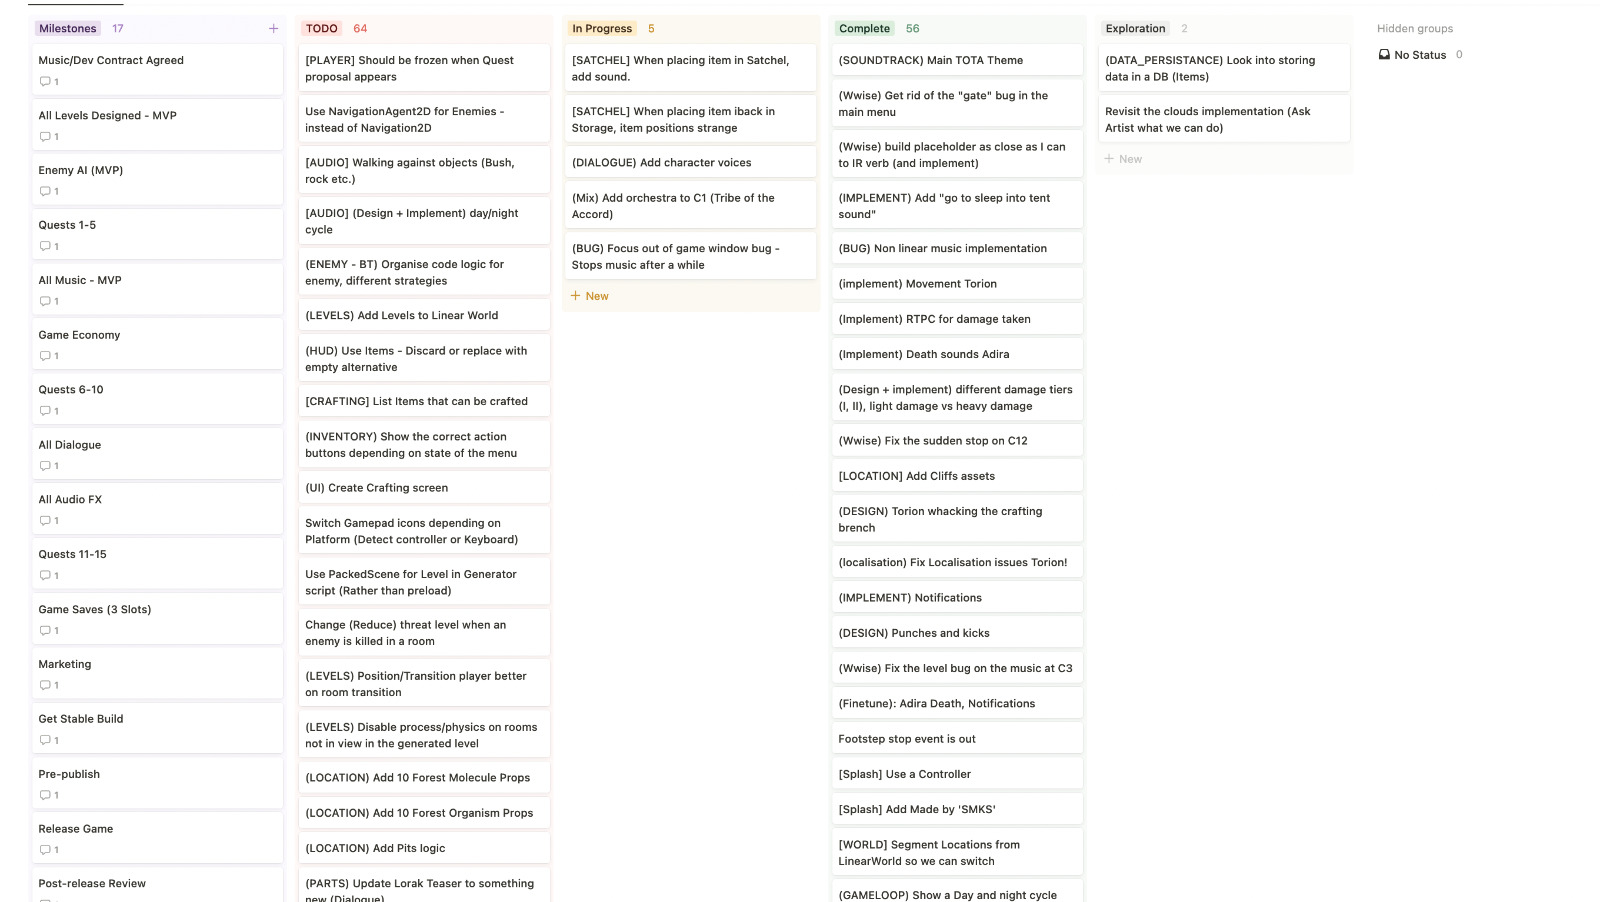 Milestones 17 +
Music/Dev Contract Agreed
1
All Levels Designed - MVP
1
Enemy AI (MVP)
1
Quests 1-5
1
All Music - MVP
1
Game Economy
1
Quests 6-10
1
All Dialogue
1
All Audio FX
1
Quests 11-15
1
Game Saves (3 Slots)
1
Marketing
1
Get Stable Build
1
Pre-publish
1
Release Game
1
Post-release Review
TODO 64
[PLAYER] Should be frozen when Quest
proposal appears
Use NavigationAgent2D for Enemies -
instead of Navigation2D
[AUDIO] Walking against objects (Bush,
rock etc.)
[AUDIO] (Design + Implement) day/night
cycle
(ENEMY - BT) Organise code logic for
enemy, different strategies
(LEVELS) Add Levels to Linear World
(HUD) Use Items - Discard or replace with
empty alternative
[CRAFTING] List Items that can be crafted
(INVENTORY) Show the correct action
buttons depending on state of the menu
(UI) Create Crafting screen
Switch Gamepad icons depending on
Platform (Detect controller or Keyboard)
Use PackedScene for Level in Generator
script (Rather than preload)
Change (Reduce) threat level when an
enemy is killed in a room
(LEVELS) Position/Transition player better
on room transition
(LEVELS) Disable process/physics on rooms
not in view in the generated level
(LOCATION) Add 10 Forest Molecule Props
(LOCATION) Add 10 Forest Organism Props
(LOCATION) Add Pits logic
(PARTS) Update Lorak Teaser to something
new (Dialogue)
In Progress 5
[SATCHEL] When placing item in Satchel,
add sound.
[SATCHEL] When placing item iback in
Storage, item positions strange
(DIALOGUE) Add character voices
(Mix) Add orchestra to C1 (Tribe of the
Accord)
(BUG) Focus out of game window bug -
Stops music after a while
+ New
Complete 56
(SOUNDTRACK) Main TOTA Theme
(Wwise) Get rid of the "gate" bug in the
main menu
(Wwise) build placeholder as close as I can
to IR verb (and implement)
(IMPLEMENT) Add "go to sleep into tent
sound"
(BUG) Non linear music implementation
(implement) Movement Torion
(Implement) RTPC for damage taken
(Implement) Death sounds Adira
(Design + implement) different damage tiers
(I, II), light damage vs heavy damage
(Wwise) Fix the sudden stop on C12
[LOCATION] Add Cliffs assets
(DESIGN) Torion whacking the crafting
brench
(localisation) Fix Localisation issues Torion!
(IMPLEMENT) Notifications
(DESIGN) Punches and kicks
(Wwise) Fix the level bug on the music at C3
(Finetune): Adira Death, Notifications
Footstep stop event is out
[Splash] Use a Controller
[Splash] Add Made by 'SMKS'
[WORLD] Segment Locations from
LinearWorld so we can switch
(GAMELOOP) Show a Day and night cycle
Exploration 2
(DATA_PERSISTANCE) Look into storing
data in a DB (Items)
Revisit the clouds implementation (Ask
Artist what we can do)
+ New
Hidden groups
No Status 0